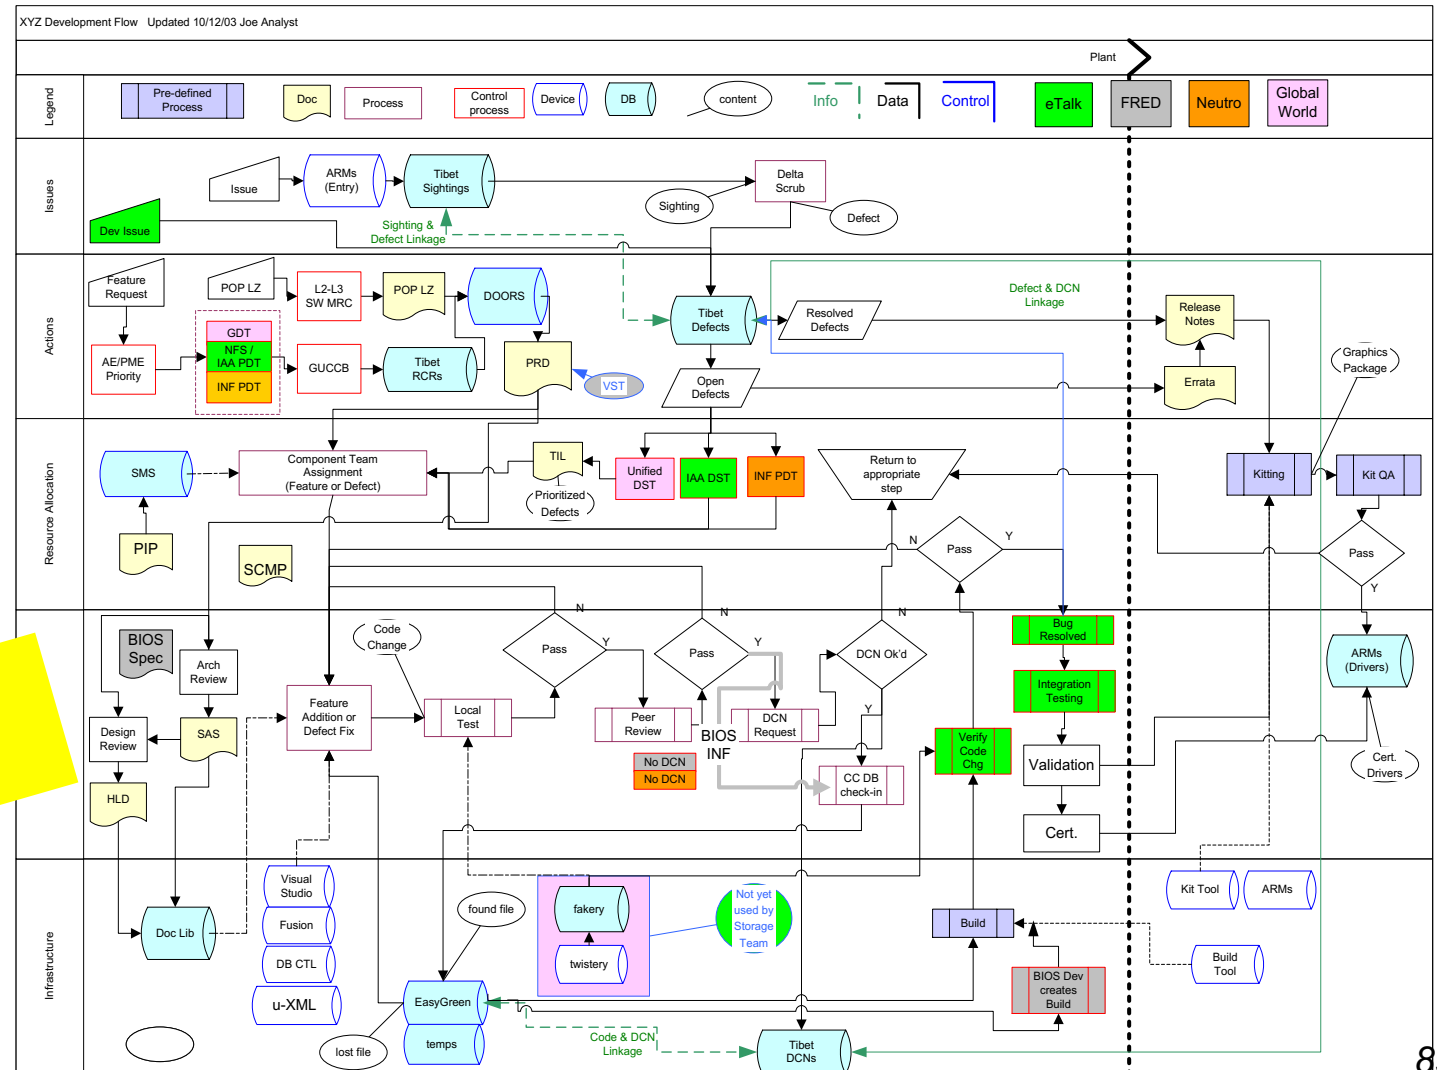 XYZ Development Flow   Updated 10/12/03 Joe Analyst
Plant
Legend
Pre-defined
Process
Doc
Process
Control
process
Device
DB
content
Info
Data
Control
eTalk
FRED
Neutro
Global
World
Issues
Issue
ARMs
(Entry)
Tibet
Sightings
Delta
Scrub
Sighting
Defect
Dev Issue
Sighting &
Defect Linkage
Actions
Feature
Request
POP LZ
L2-L3
SW MRC
POP LZ
DOORS
Tibet
Defects
Resolved
Defects
Defect & DCN
Linkage
Release
Notes
GDT
NFS /
IAA PDT
INF PDT
AE/PME
Priority
GUCCB
Tibet
RCRs
PRD
VST
Open
Defects
Errata
Graphics
Package
Resource Allocation
SMS
Component Team
Assignment
(Feature or Defect)
TIL
Prioritized
Defects
Unified
DST
IAA DST
INF PDT
Return to
appropriate
step
Kitting
Kit QA
PIP
SCMP
N
Pass
Y
Pass
Y
BIOS
Spec
Arch
Review
Code
Change
N
Pass
Y
N
Pass
Y
N
DCN Ok'd
Y
Bug
Resolved
Integration
Testing
ARMs
(Drivers)
Design
Review
SAS
Feature
Addition or
Defect Fix
Local
Test
Peer
Review
BIOS
INF
DCN
Request
No DCN
No DCN
CC DB
check-in
Verify
Code
Chg
Validation
Cert.
Drivers
HLD
Cert.
Infrastructure
Visual
Studio
Fusion
DB CTL
u-XML
Doc Lib
found file
EasyGreen
temps
lost file
fakery
twistery
Not yet
used by
Storage
Team
Build
BIOS Dev
creates
Build
Kit Tool
ARMs
Build
Tool
Code & DCN
Linkage
Tibet
DCNs